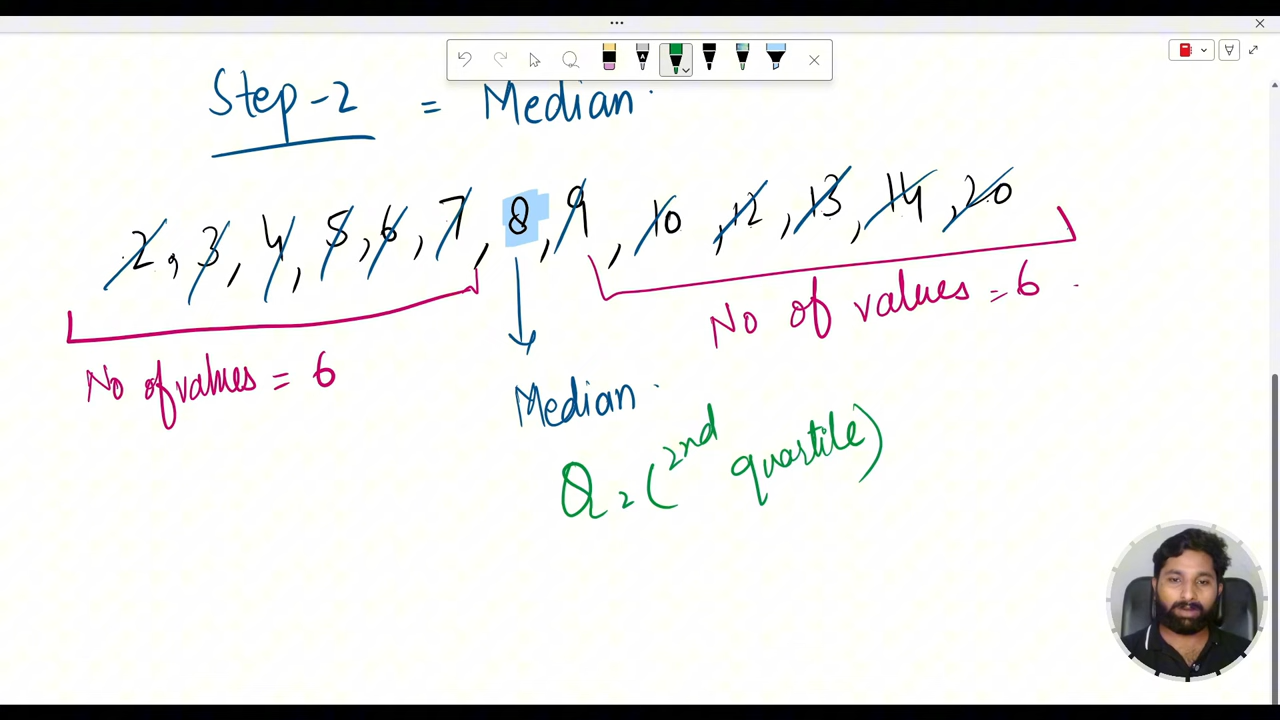 Step-2 = Median.
2, 3, 4, 5, 6, 7, 8, 9, 10, 12, 13, 14, 20
No of values = 6
No of values = 6
Median.
Q2 (2nd quartile)